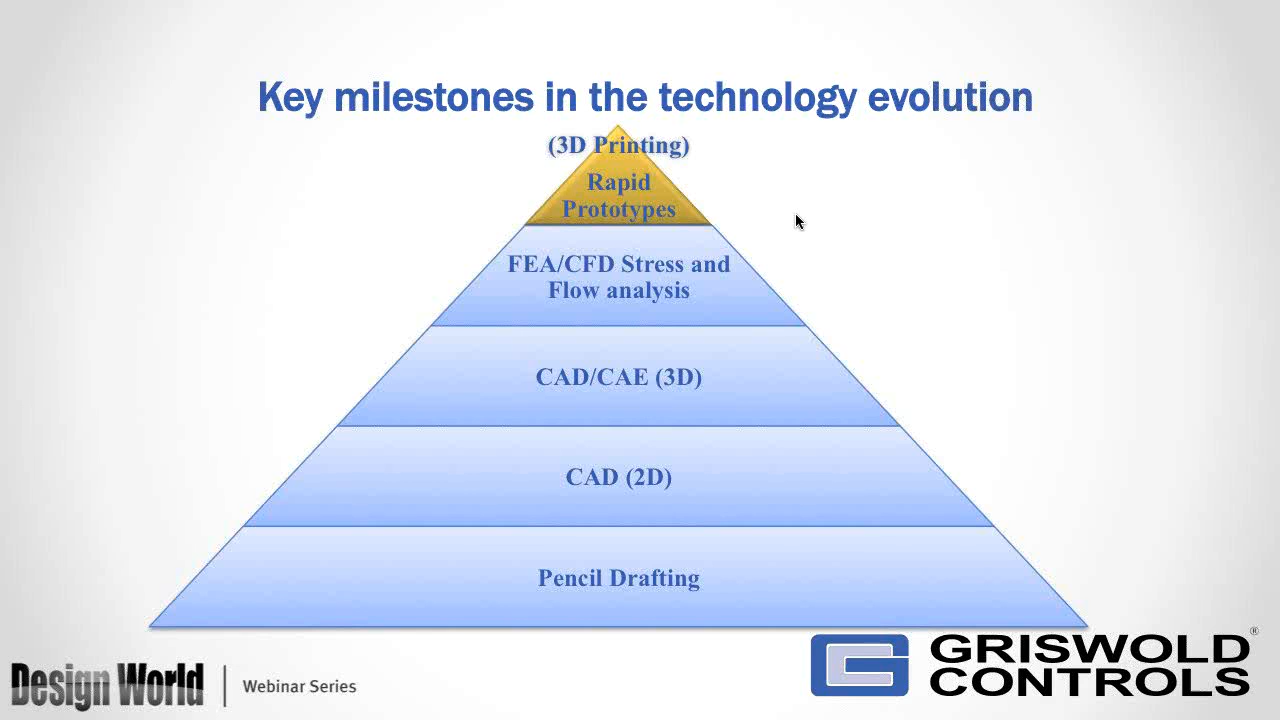 Key milestones in the technology evolution
(3D Printing)
Rapid
Prototypes
FEA/CFD Stress and
Flow analysis
CAD/CAE (3D)
CAD (2D)
Pencil Drafting
Design World
Webinar Series
GRISWOLD®
CONTROLS